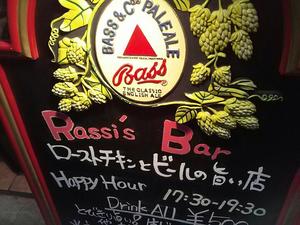 BASS & Co's PALE ALE
Bass
THE CLASSIC
ENGLISH ALE
Rassi's Bar
ローストチキンと
ビールの旨い店
Happy Hour
17:30-19:30
Drink All ¥500